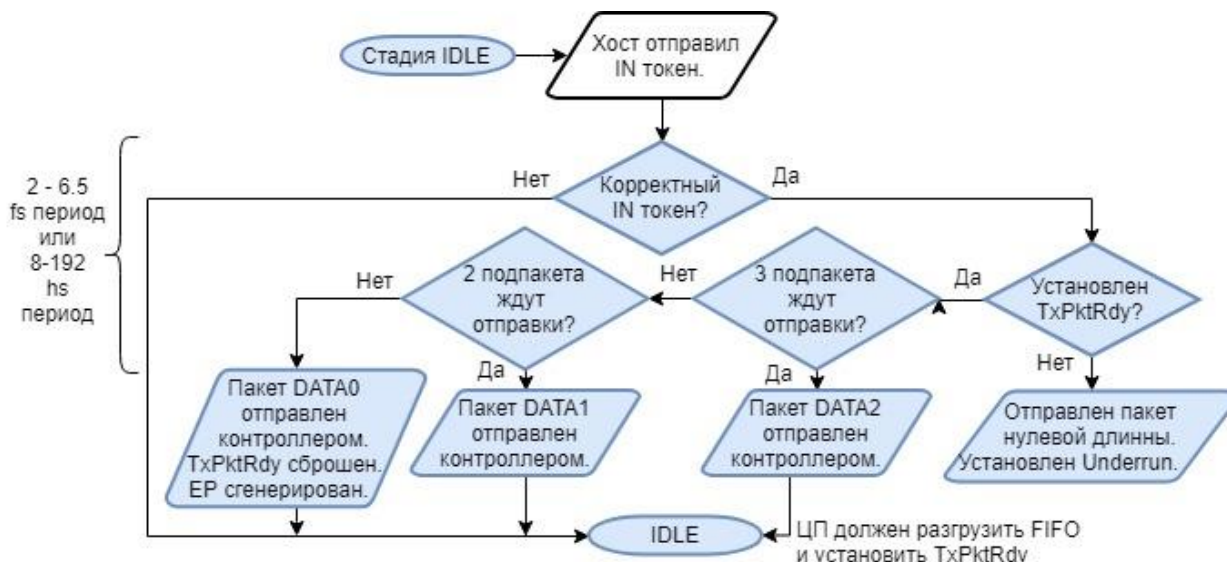 Стадия IDLE
Хост отправил
IN токен.
Нет
Корректный
IN токен?
Да
2 - 6.5
fs период
или
8-192
hs
период
Нет
2 подпакета
ждут
отправки?
Нет
3 подпакета
ждут
отправки?
Да
Установлен
TxPktRdy?
Да
Да
Нет
Пакет DATA0
отправлен
контроллером.
TxPktRdy сброшен.
EP сгенерирован.
Пакет DATA1
отправлен
контроллером.
Пакет DATA2
отправлен
контроллером.
Отправлен пакет
нулевой длинны.
Установлен Underrun.
IDLE
ЦП должен разгрузить FIFO
и установить TxPktRdy